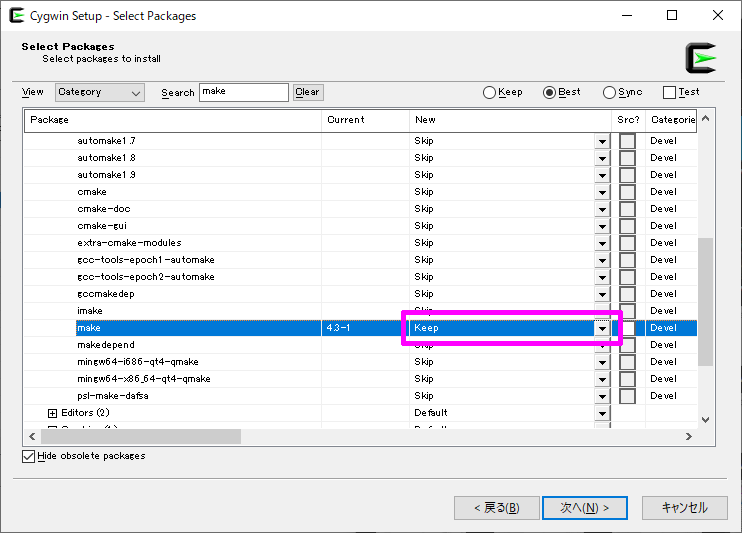 Cygwin Setup - Select Packages
Select Packages
Select packages to install
View Category Search make Clear Keep Best Sync Test
Package Current New Src? Categorie
automake1.7 Skip Devel
automake1.8 Skip Devel
automake1.9 Skip Devel
cmake Skip Devel
cmake-doc Skip Devel
cmake-gui Skip Devel
extra-cmake-modules Skip Devel
gcc-tools-epoch1-automake Skip Devel
gcc-tools-epoch2-automake Skip Devel
gccmakedep Skip Devel
imake Skip Devel
make 4.3-1 Keep Devel
makedepend Skip Devel
mingw64-i686-qt4-qmake Skip Devel
mingw64-x86_64-qt4-qmake Skip Devel
psl-make-dafsa Skip Devel
Editors (2) Default
Hide obsolete packages
< 戻る(B) 次へ(N) > キャンセル